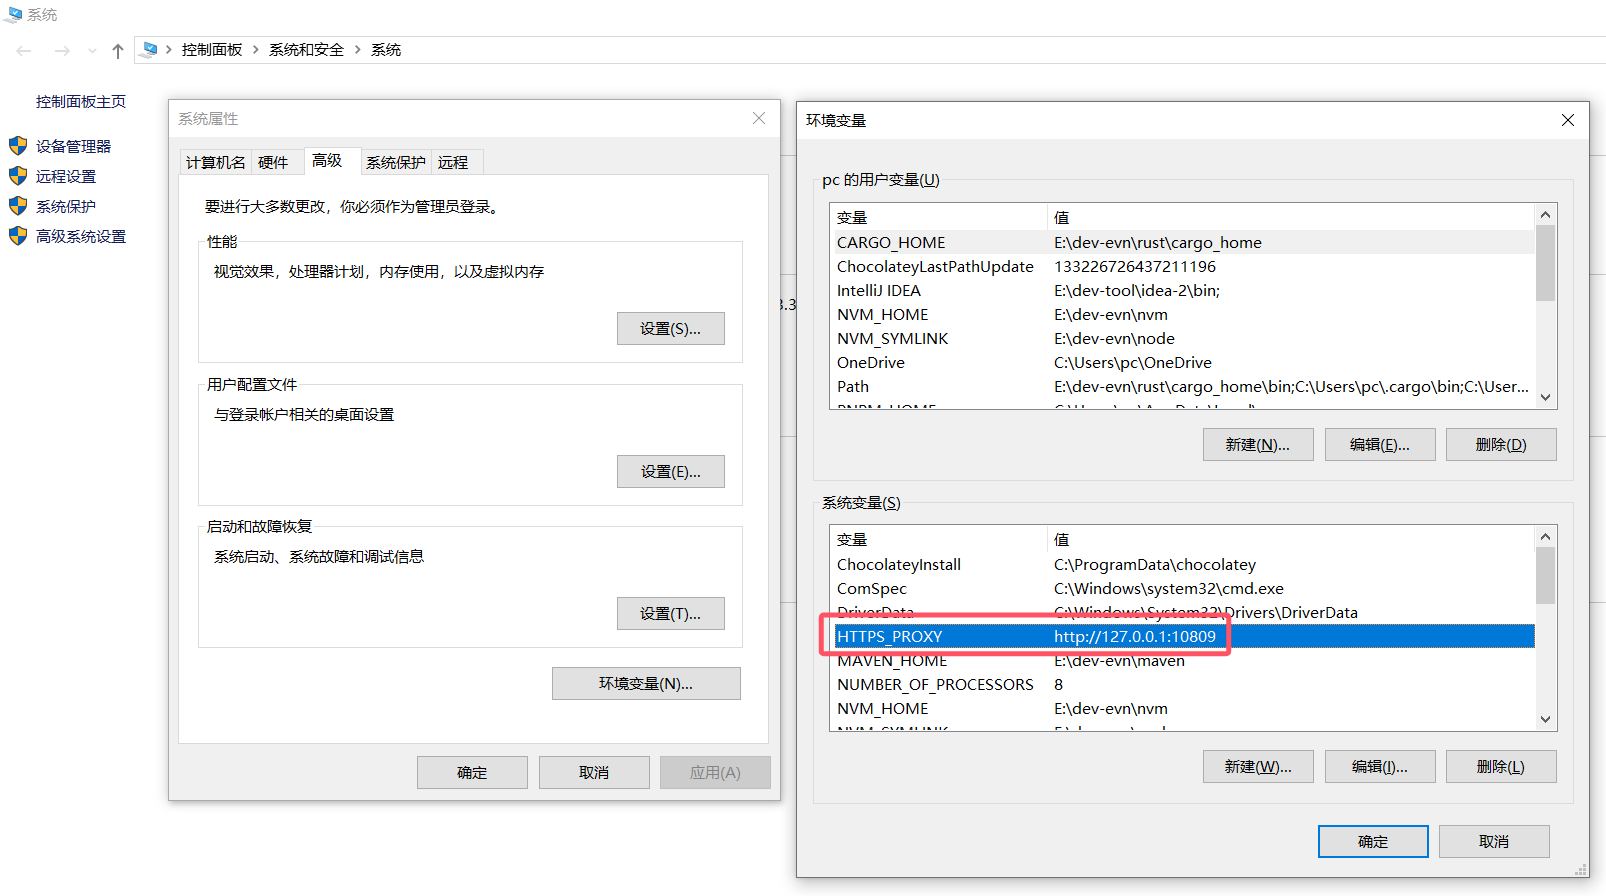 系统
控制面板 > 系统和安全 > 系统
控制面板主页
设备管理器
远程设置
系统保护
高级系统设置
系统属性
计算机名 硬件 高级 系统保护 远程
要进行大多数更改，你必须作为管理员登录。
性能
视觉效果，处理器计划，内存使用，以及虚拟内存
设置(S)...
用户配置文件
与登录帐户相关的桌面设置
设置(E)...
启动和故障恢复
系统启动、系统故障和调试信息
设置(T)...
环境变量(N)...
确定 取消 应用(A)
3.3
环境变量
pc 的用户变量(U)
变量 值
CARGO_HOME E:\dev-evn\rust\cargo_home
ChocolateyLastPathUpdate 133226726437211196
IntelliJ IDEA E:\dev-tool\idea-2\bin;
NVM_HOME E:\dev-evn\nvm
NVM_SYMLINK E:\dev-evn\node
OneDrive C:\Users\pc\OneDrive
Path E:\dev-evn\rust\cargo_home\bin;C:\Users\pc\.cargo\bin;C:\User...
新建(N)... 编辑(E)... 删除(D)
系统变量(S)
变量 值
ChocolateyInstall C:\ProgramData\chocolatey
ComSpec C:\Windows\system32\cmd.exe
DriverData C:\Windows\System32\Drivers\DriverData
HTTPS_PROXY http://127.0.0.1:10809
MAVEN_HOME E:\dev-evn\maven
NUMBER_OF_PROCESSORS 8
NVM_HOME E:\dev-evn\nvm
新建(W)... 编辑(I)... 删除(L)
确定 取消